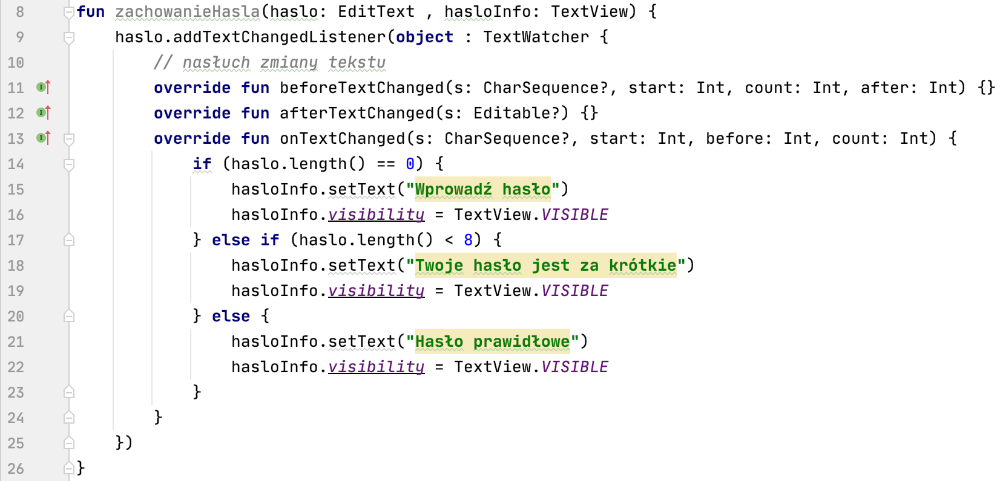 8 fun zachowanieHasla(haslo: EditText , hasloInfo: TextView) {
9 haslo.addTextChangedListener(object : TextWatcher {
10 // nasłuch zmiany tekstu
11 override fun beforeTextChanged(s: CharSequence?, start: Int, count: Int, after: Int) {}
12 override fun afterTextChanged(s: Editable?) {}
13 override fun onTextChanged(s: CharSequence?, start: Int, before: Int, count: Int) {
14 if (haslo.length() == 0) {
15 hasloInfo.setText("Wprowadź hasło")
16 hasloInfo.visibility = TextView.VISIBLE
17 } else if (haslo.length() < 8) {
18 hasloInfo.setText("Twoje hasło jest za krótkie")
19 hasloInfo.visibility = TextView.VISIBLE
20 } else {
21 hasloInfo.setText("Hasło prawidłowe")
22 hasloInfo.visibility = TextView.VISIBLE
23 }
24 }
25 })
26 }